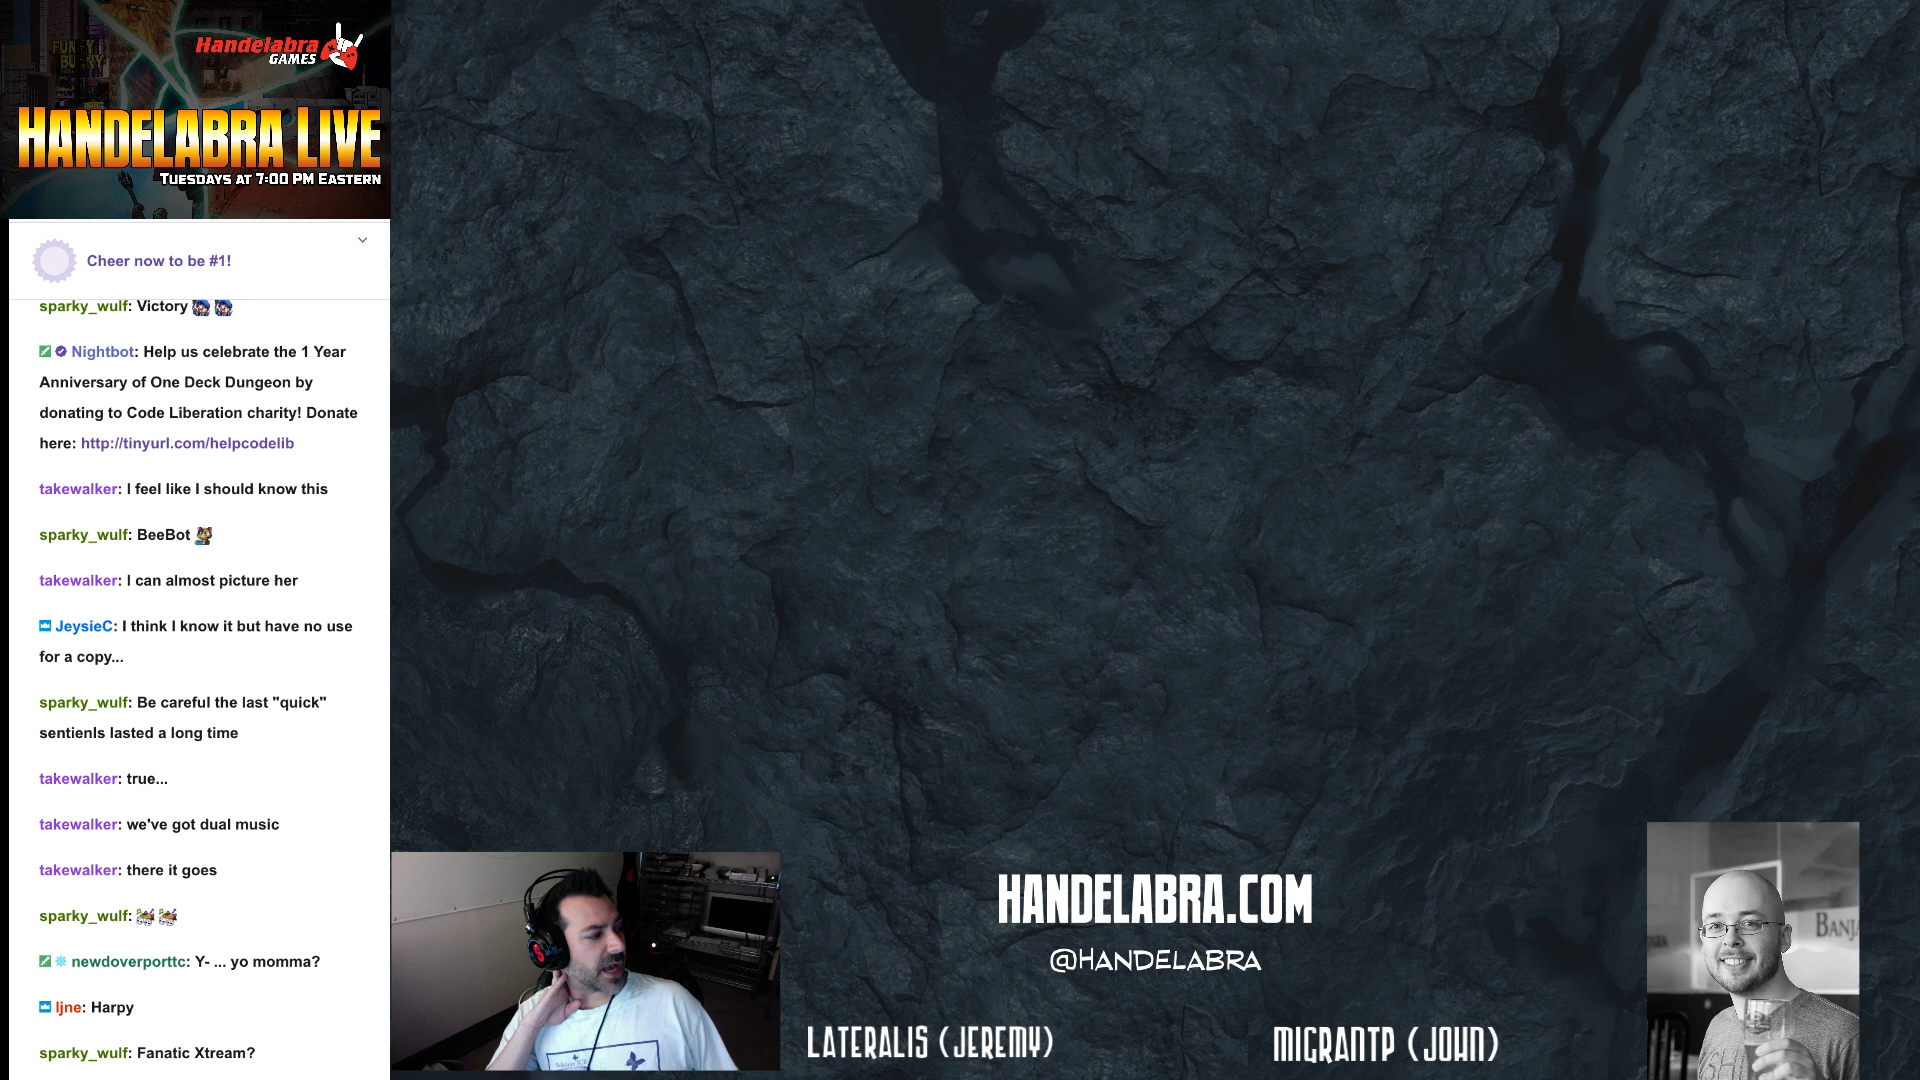 FUNKY
BUNNY
Handelabra
GAMES
HANDELABRA LIVE
TUESDAYS AT 7:00 PM EASTERN
Cheer now to be #1!
sparky_wulf: Victory
Nightbot: Help us celebrate the 1 Year
Anniversary of One Deck Dungeon by
donating to Code Liberation charity! Donate
here: http://tinyurl.com/helpcodelib
takewalker: I feel like I should know this
sparky_wulf: BeeBot
takewalker: I can almost picture her
JeysieC: I think I know it but have no use
for a copy...
sparky_wulf: Be careful the last "quick"
sentienls lasted a long time
takewalker: true...
takewalker: we've got dual music
takewalker: there it goes
sparky_wulf:
newdoverporttc: Y- ... yo momma?
ljne: Harpy
sparky_wulf: Fanatic Xtream?
HANDELABRA.COM
@HANDELABRA
LATERALIS (JEREMY)
MIGRANTP (JOHN)
BANJ